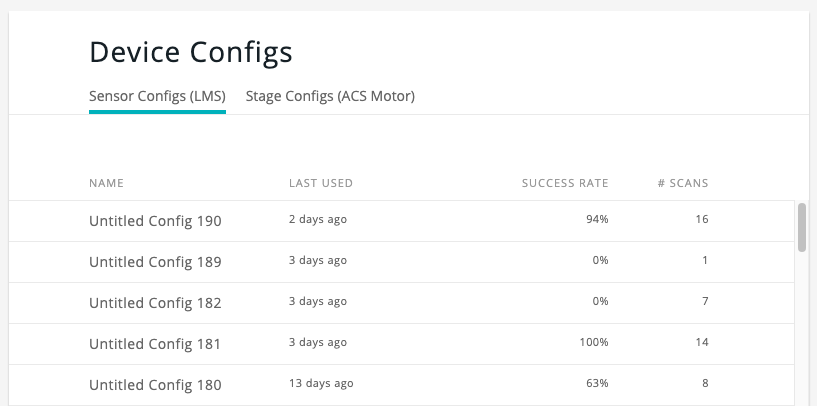 Device Configs
Sensor Configs (LMS) Stage Configs (ACS Motor)
NAME LAST USED SUCCESS RATE # SCANS
Untitled Config 190 2 days ago 94% 16
Untitled Config 189 3 days ago 0% 1
Untitled Config 182 3 days ago 0% 7
Untitled Config 181 3 days ago 100% 14
Untitled Config 180 13 days ago 63% 8